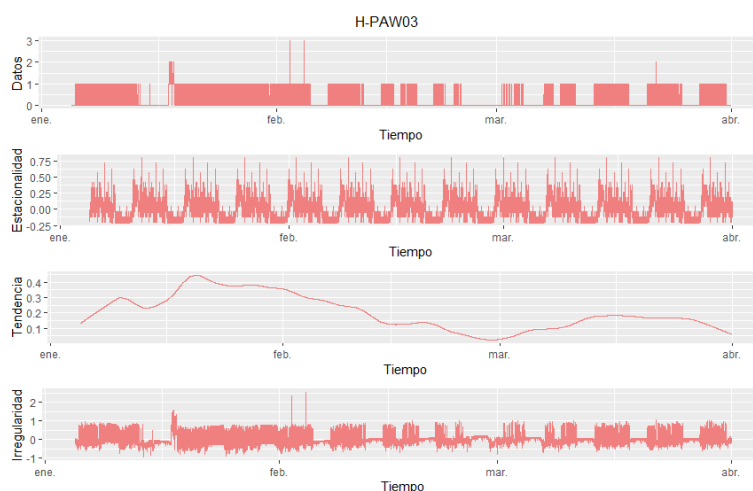 H-PAW03
Datos
3
2
1
0
ene. feb. mar. abr.
Tiempo
Estacionalidad
0.75
0.50
0.25
0.00
-0.25
ene. feb. mar. abr.
Tiempo
Tendencia
0.4
0.3
0.2
0.1
ene. feb. mar. abr.
Tiempo
Irregularidad
2
1
0
-1
ene. feb. mar. abr.
Tiempo